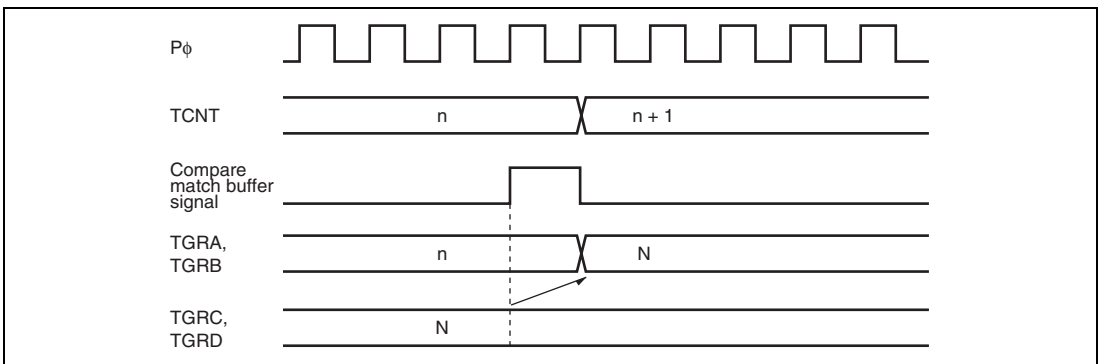 Pϕ
TCNT
n
n + 1
Compare
match buffer
signal
TGRA,
TGRB
n
N
TGRC,
TGRD
N